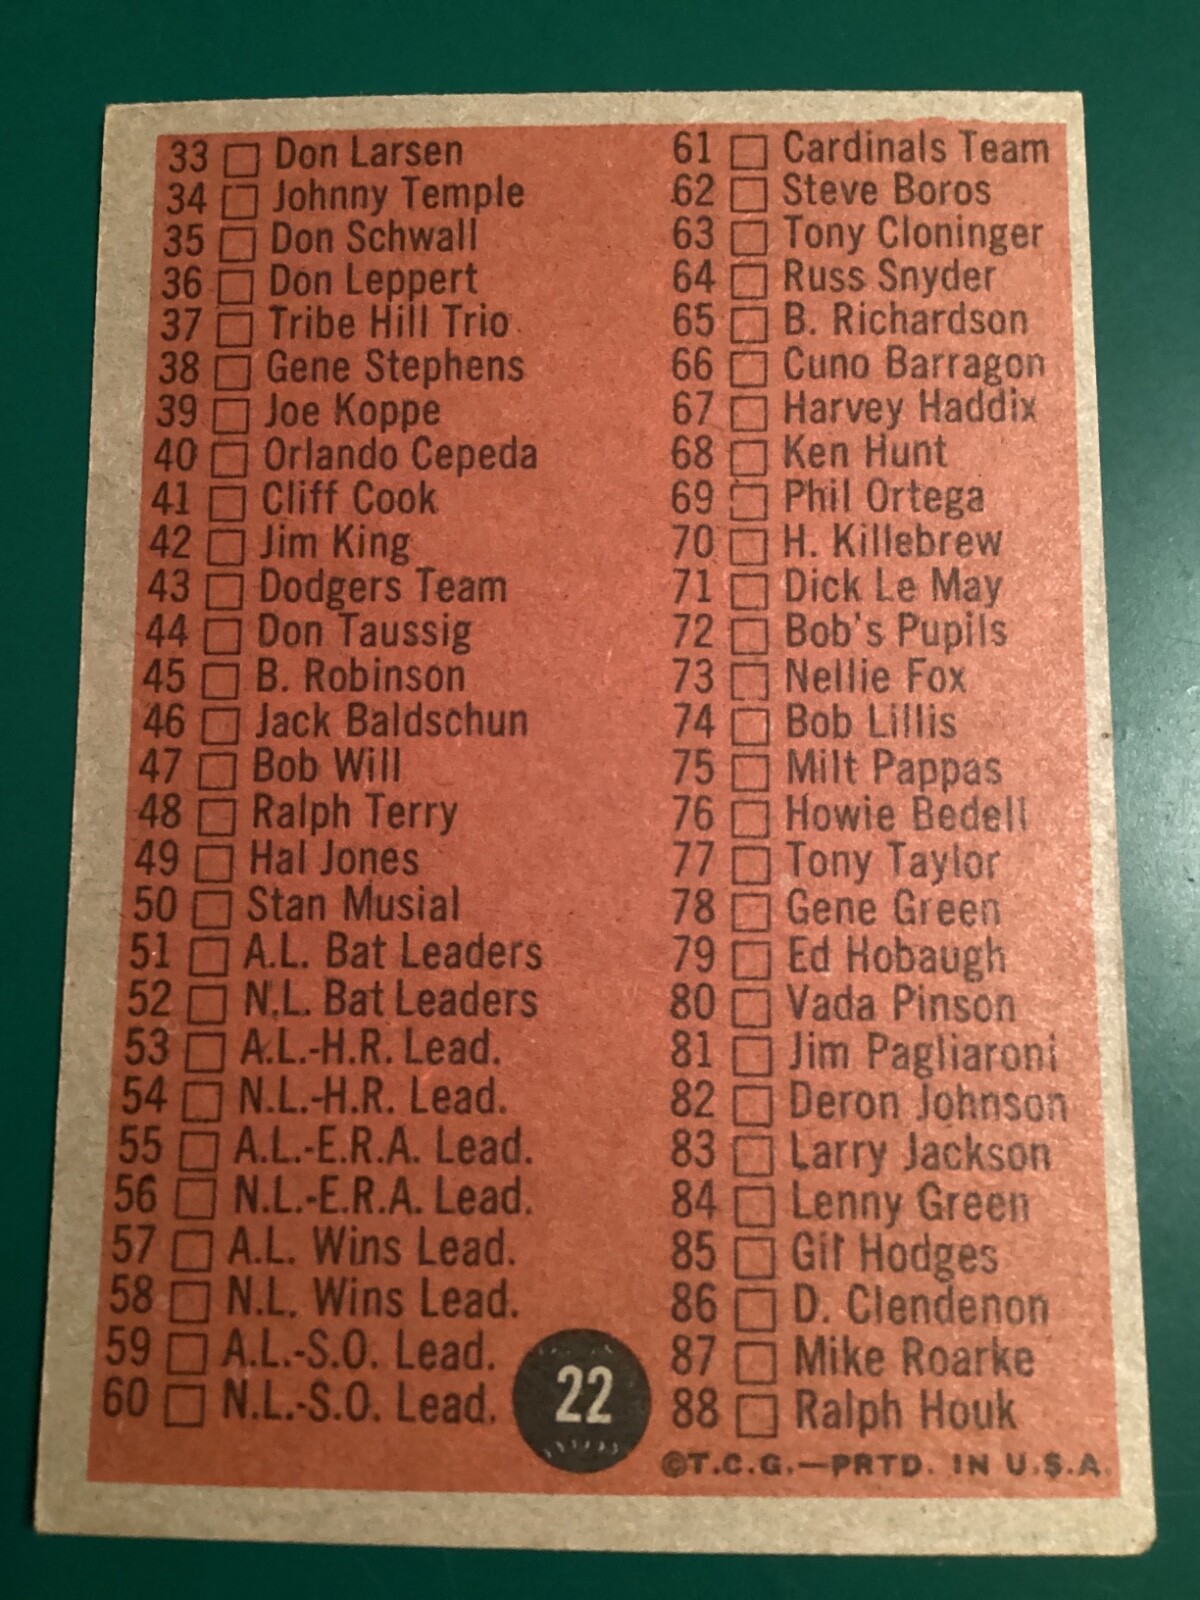 33 Don Larsen
34 Johnny Temple
35 Don Schwall
36 Don Leppert
37 Tribe Hill Trio
38 Gene Stephens
39 Joe Koppe
40 Orlando Cepeda
41 Cliff Cook
42 Jim King
43 Dodgers Team
44 Don Taussig
45 B. Robinson
46 Jack Baldschun
47 Bob Will
48 Ralph Terry
49 Hal Jones
50 Stan Musial
51 A.L. Bat Leaders
52 N.L. Bat Leaders
53 A.L.-H.R. Lead.
54 N.L.-H.R. Lead.
55 A.L.-E.R.A. Lead.
56 N.L.-E.R.A. Lead.
57 A.L. Wins Lead.
58 N.L. Wins Lead.
59 A.L.-S.O. Lead.
60 N.L.-S.O. Lead.
22
61 Cardinals Team
62 Steve Boros
63 Tony Cloninger
64 Russ Snyder
65 B. Richardson
66 Cuno Barragon
67 Harvey Haddix
68 Ken Hunt
69 Phil Ortega
70 H. Killebrew
71 Dick Le May
72 Bob's Pupils
73 Nellie Fox
74 Bob Lillis
75 Milt Pappas
76 Howie Bedell
77 Tony Taylor
78 Gene Green
79 Ed Hobaugh
80 Vada Pinson
81 Jim Pagliaroni
82 Deron Johnson
83 Larry Jackson
84 Lenny Green
85 Gil Hodges
86 D. Clendenon
87 Mike Roarke
88 Ralph Houk
©T.C.G.—PRTD. IN U.S.A.